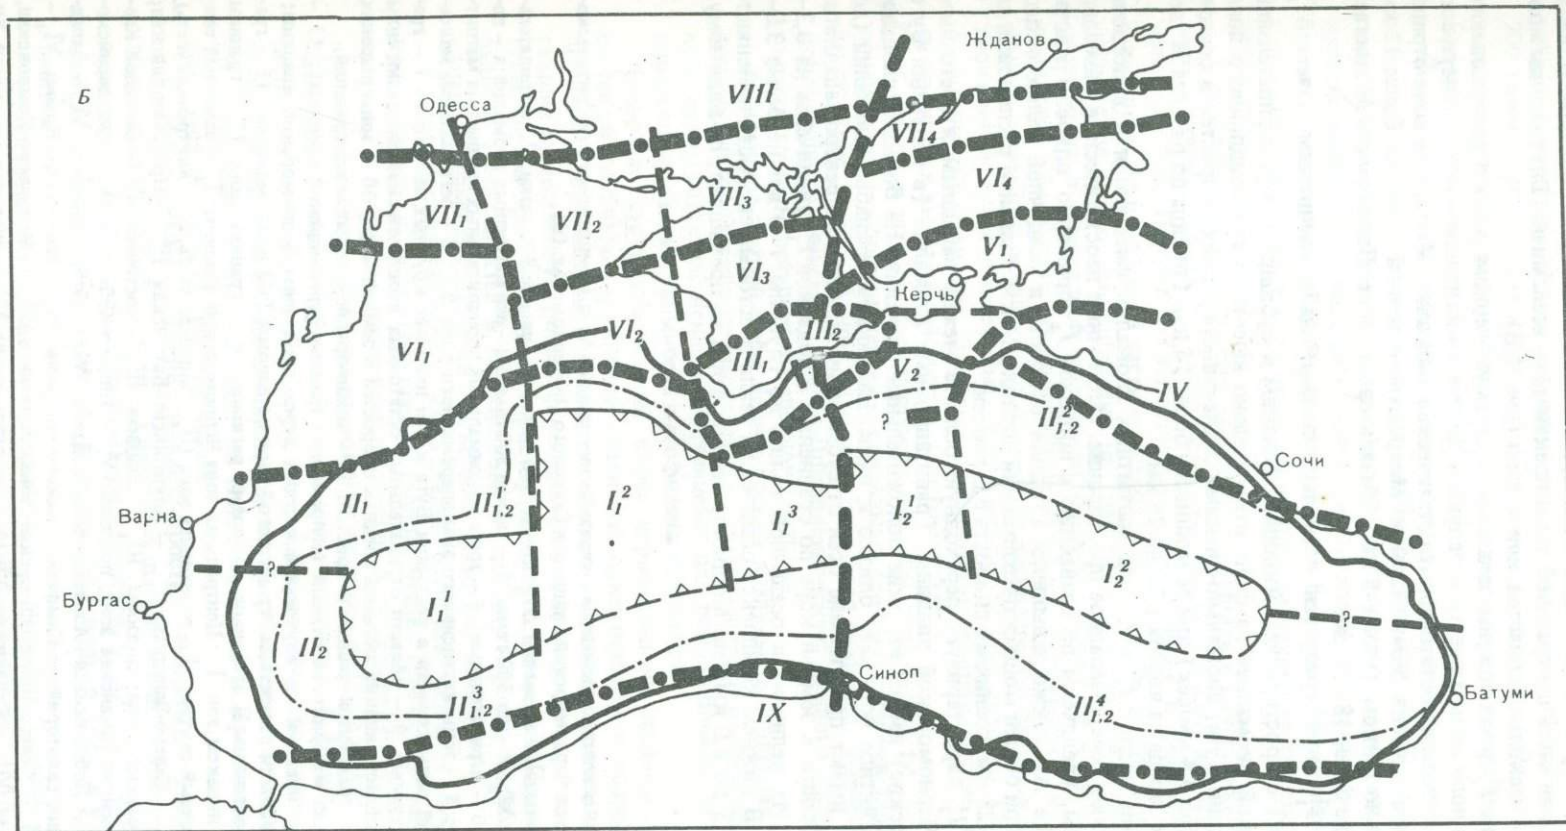 Жданов
Б
Одесса
VIII
VII₄
VI₄
VII₁
VII₂
VII₃
V₁
VI₃
Керчь
VI₁
VI₂
III₁
III₂
V₂
IV
II²₁,₂
?
Сочи
II₁
II¹₁,₂
I₁²
I₁³
I₂¹
Варна
?
I₂²
Бургас
I₁¹
?
II₂
Синоп
Батуми
II³₁,₂
IX
II⁴₁,₂